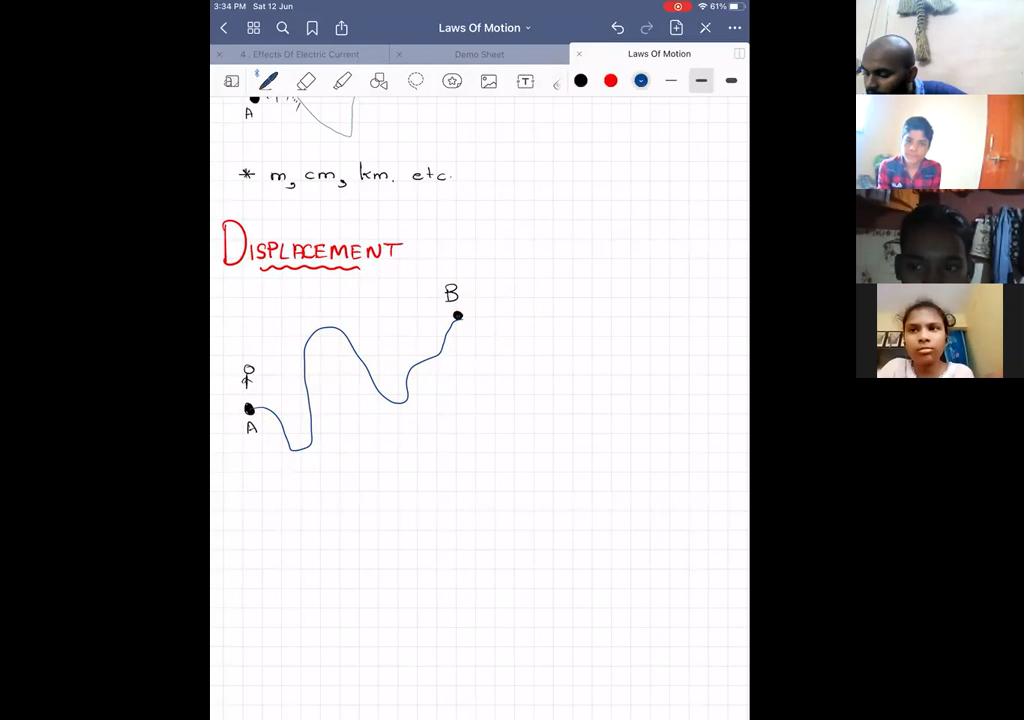 3:34 PM Sat 12 Jun 61%
Laws Of Motion
4. Effects Of Electric Current Demo Sheet Laws Of Motion
T
A
* m, cm, km. etc.
DISPLACEMENT
B
A